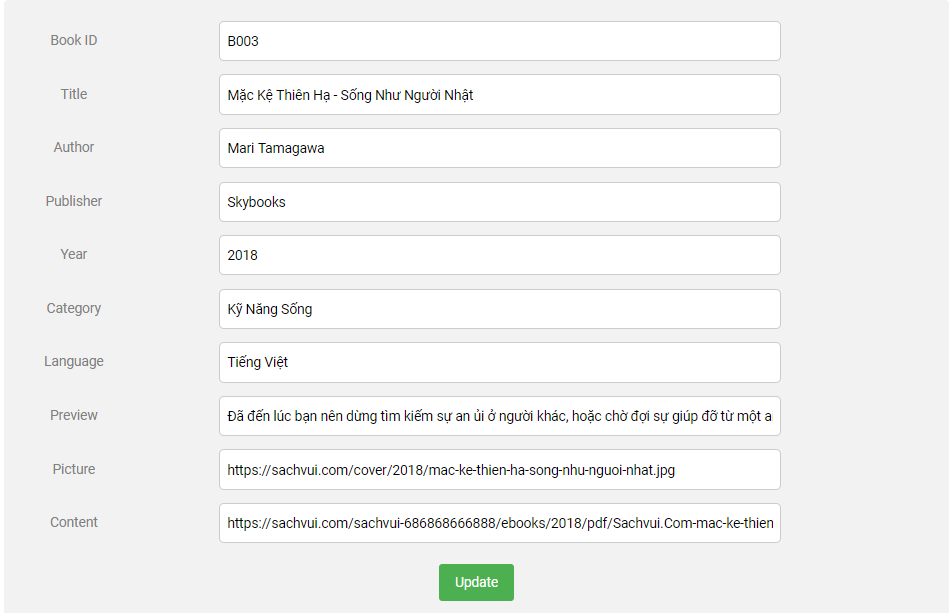 Book ID
B003
Title
Mặc Kệ Thiên Hạ - Sống Như Người Nhật
Author
Mari Tamagawa
Publisher
Skybooks
Year
2018
Category
Kỹ Năng Sống
Language
Tiếng Việt
Preview
Đã đến lúc bạn nên dừng tìm kiếm sự an ủi ở người khác, hoặc chờ đợi sự giúp đỡ từ một a
Picture
https://sachvui.com/cover/2018/mac-ke-thien-ha-song-nhu-nguoi-nhat.jpg
Content
https://sachvui.com/sachvui-686868666888/ebooks/2018/pdf/Sachvui.Com-mac-ke-thien
Update